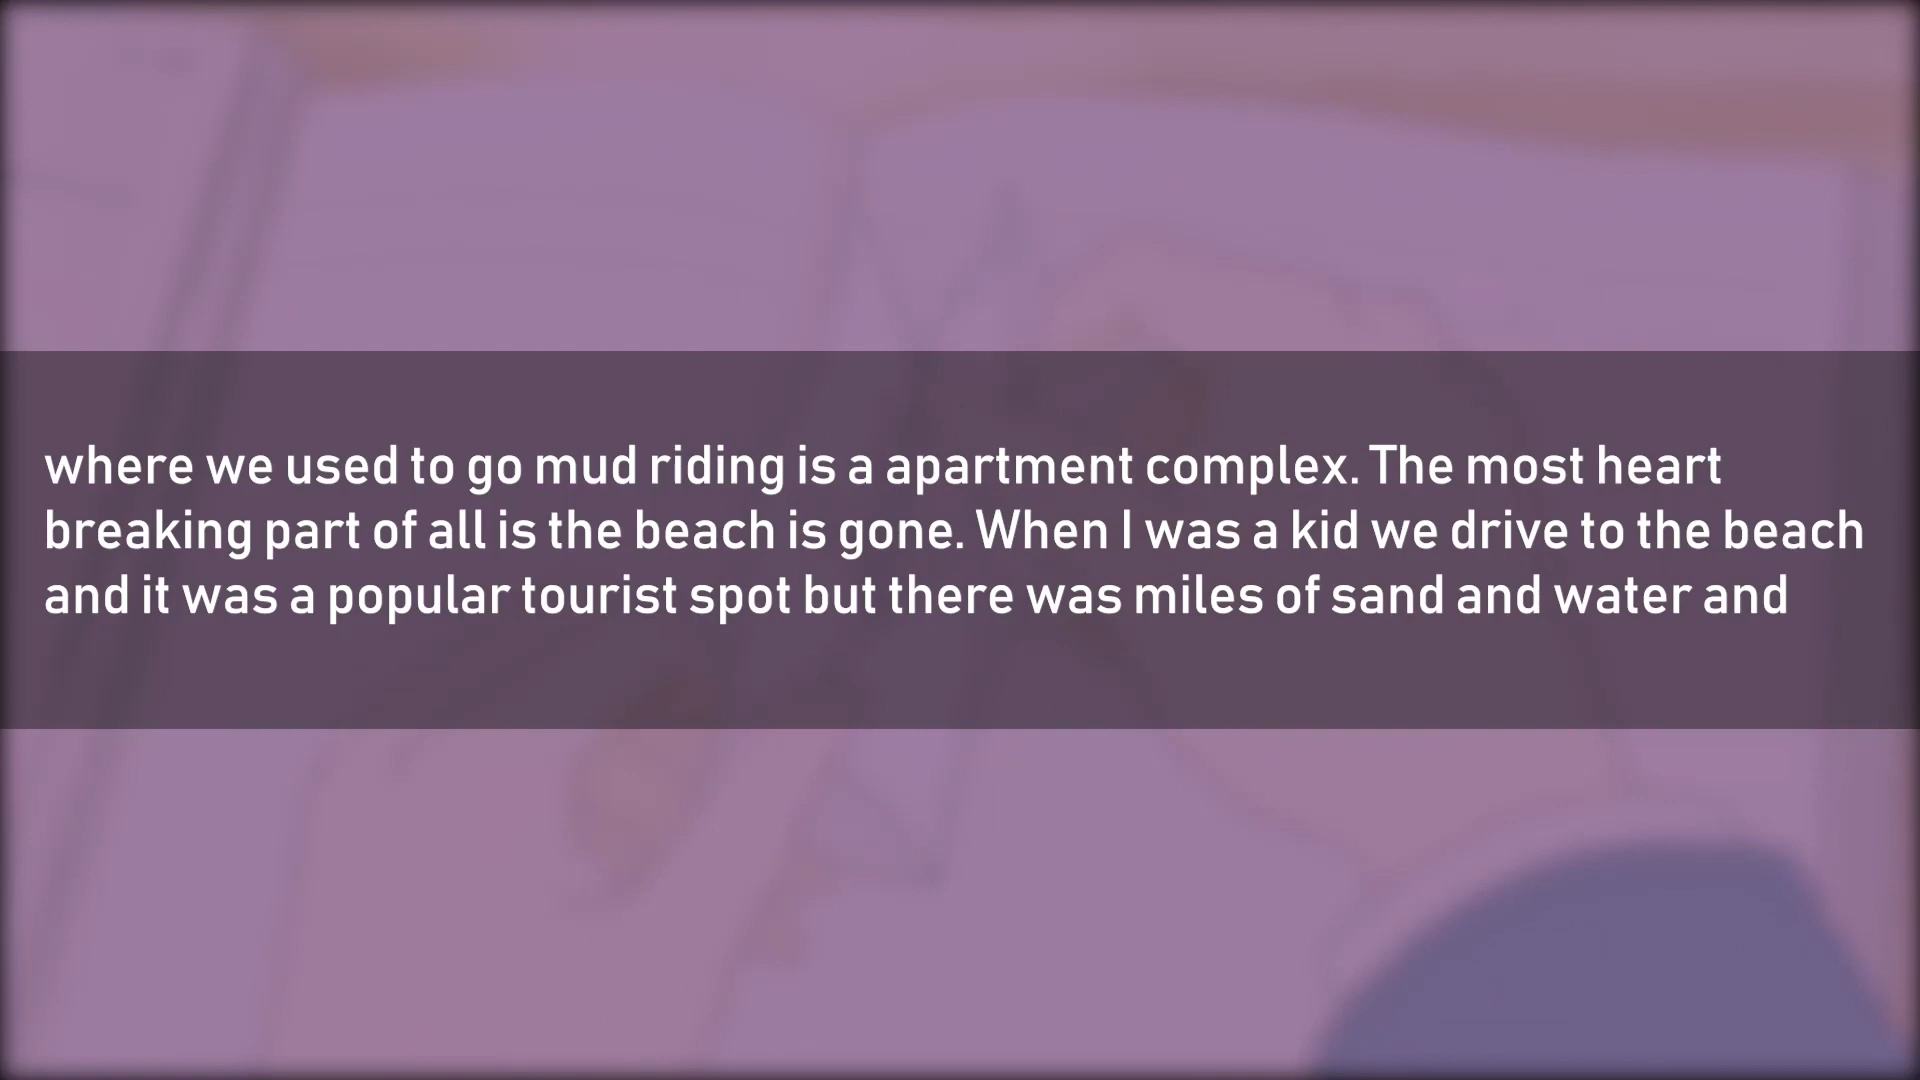 where we used to go mud riding is a apartment complex. The most heart
breaking part of all is the beach is gone. When I was a kid we drive to the beach
and it was a popular tourist spot but there was miles of sand and water and